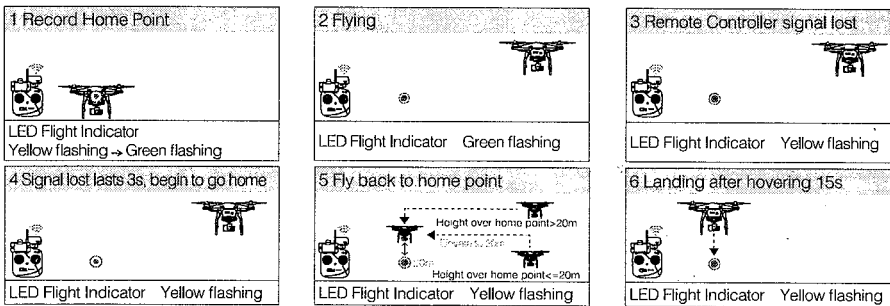 1 Record Home Point
LED Flight Indicator
Yellow flashing → Green flashing
2 Flying
LED Flight Indicator Green flashing
3 Remote Controller signal lost
LED Flight Indicator Yellow flashing
4 Signal lost lasts 3s, begin to go home
LED Flight Indicator Yellow flashing
5 Fly back to home point
Height over home point>20m
Height over home point<=20m
LED Flight Indicator Yellow flashing
6 Landing after hovering 15s
LED Flight Indicator Yellow flashing